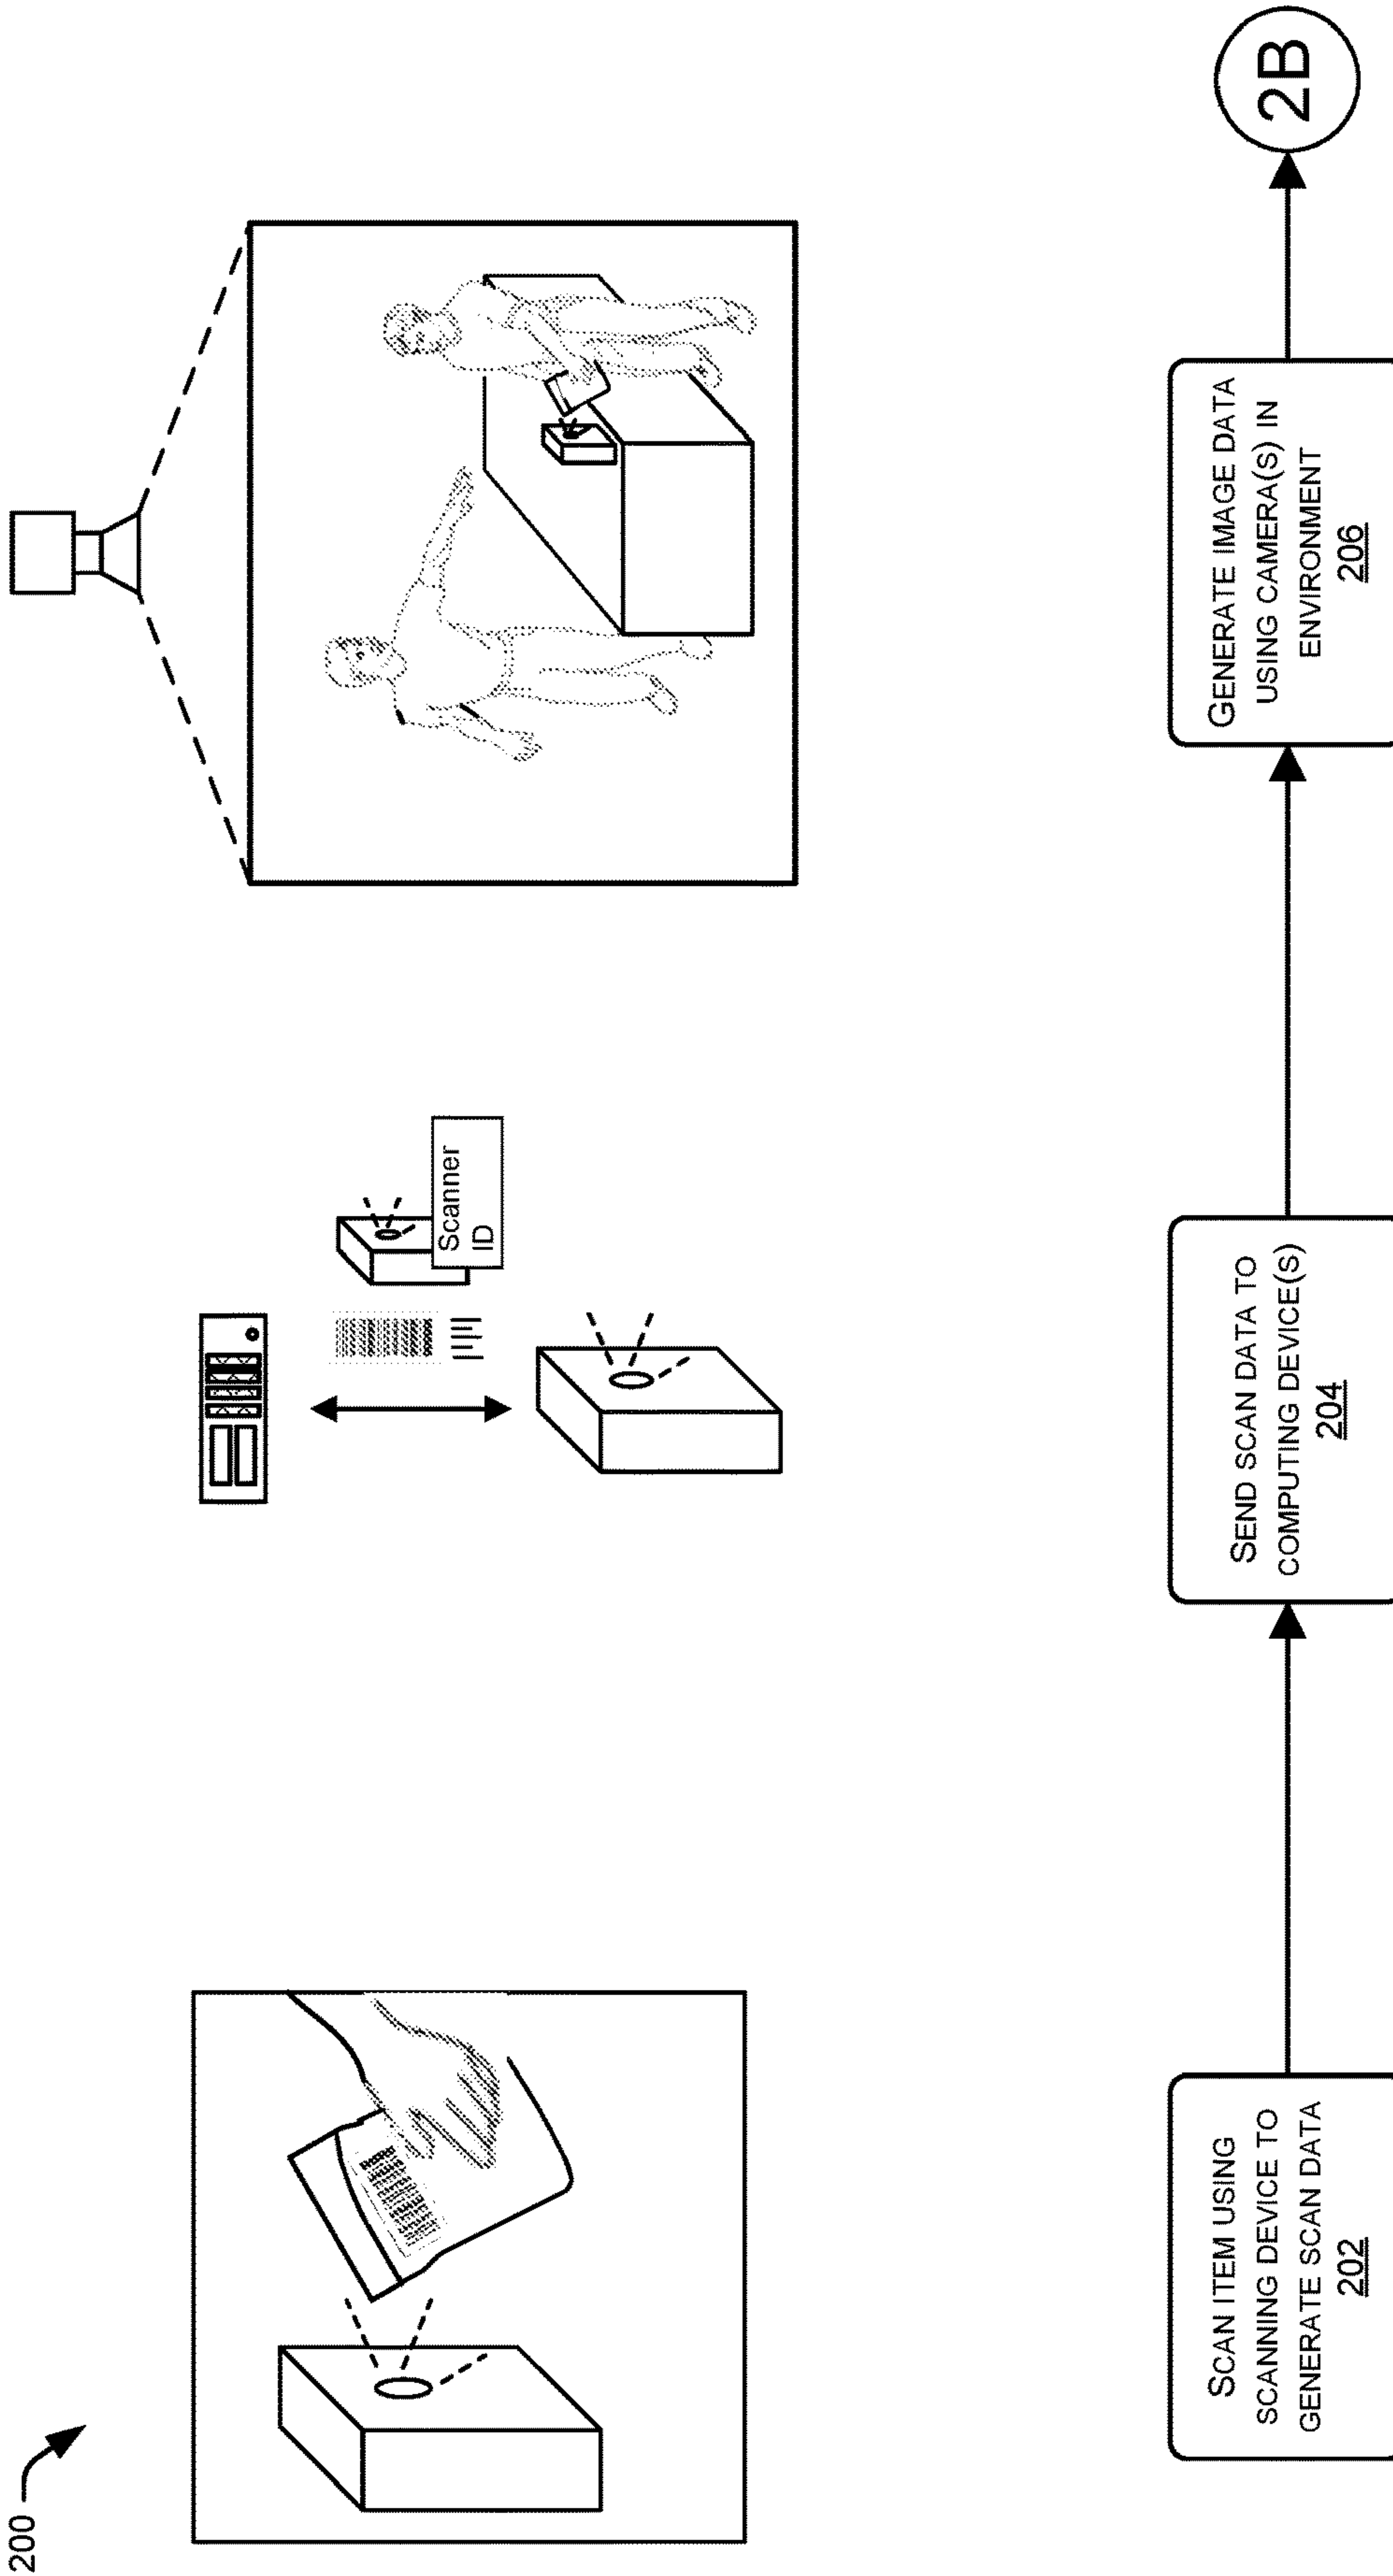 200
Scanner
ID
SCAN ITEM USING
SCANNING DEVICE TO
GENERATE SCAN DATA
202
SEND SCAN DATA TO
COMPUTING DEVICE(S)
204
GENERATE IMAGE DATA
USING CAMERA(S) IN
ENVIRONMENT
206
2B